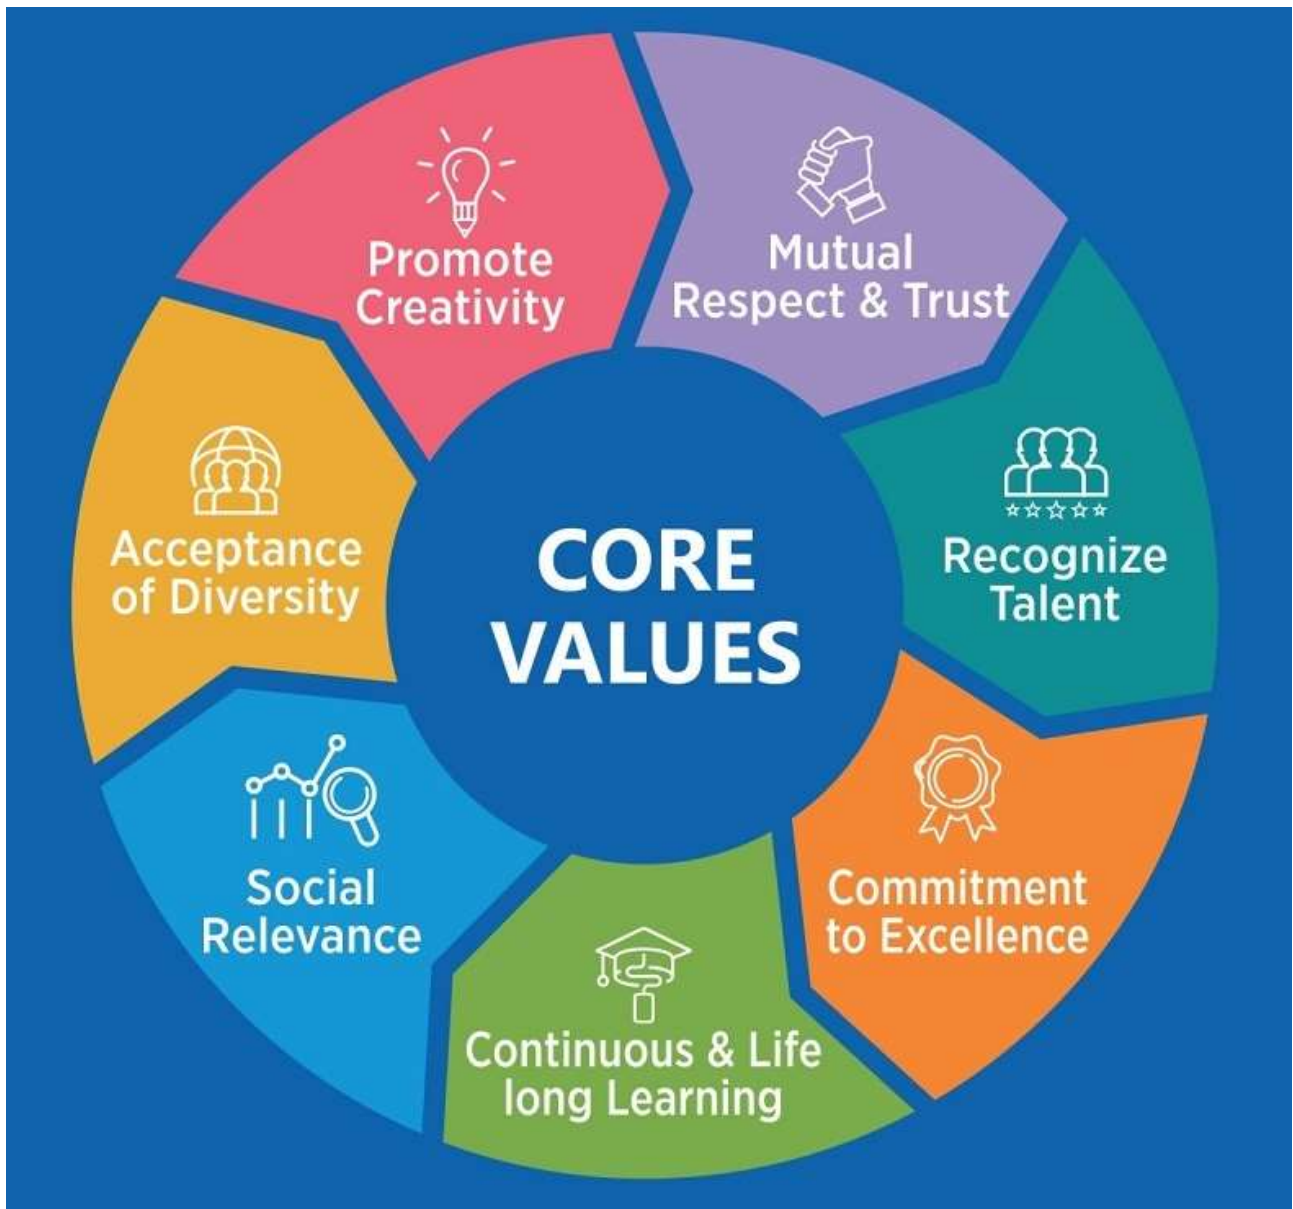 CORE
VALUES
Mutual
Respect & Trust
Recognize
Talent
Commitment
to Excellence
Continuous & Life
long Learning
Social
Relevance
Acceptance
of Diversity
Promote
Creativity